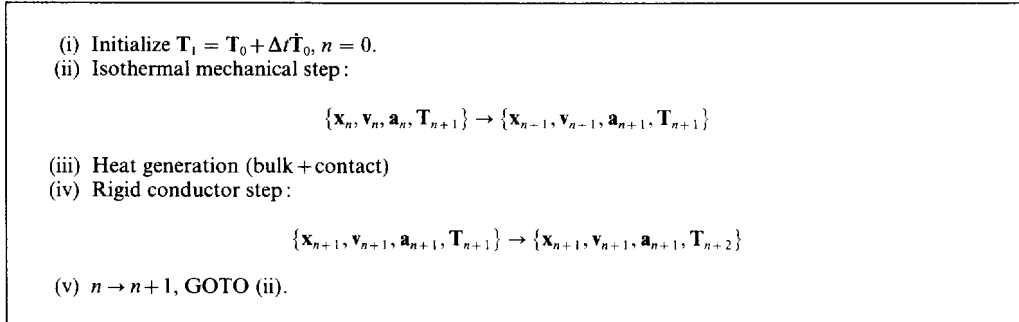 (i) Initialize T₁ = T₀ + ΔtṪ₀, n = 0.
(ii) Isothermal mechanical step:
{xₙ, vₙ, aₙ, Tₙ₊₁} → {xₙ₋₁, vₙ₋₁, aₙ₊₁, Tₙ₊₁}
(iii) Heat generation (bulk + contact)
(iv) Rigid conductor step:
{xₙ₊₁, vₙ₊₁, aₙ₊₁, Tₙ₊₁} → {xₙ₊₁, vₙ₊₁, aₙ₊₁, Tₙ₊₂}
(v) n → n + 1, GOTO (ii).